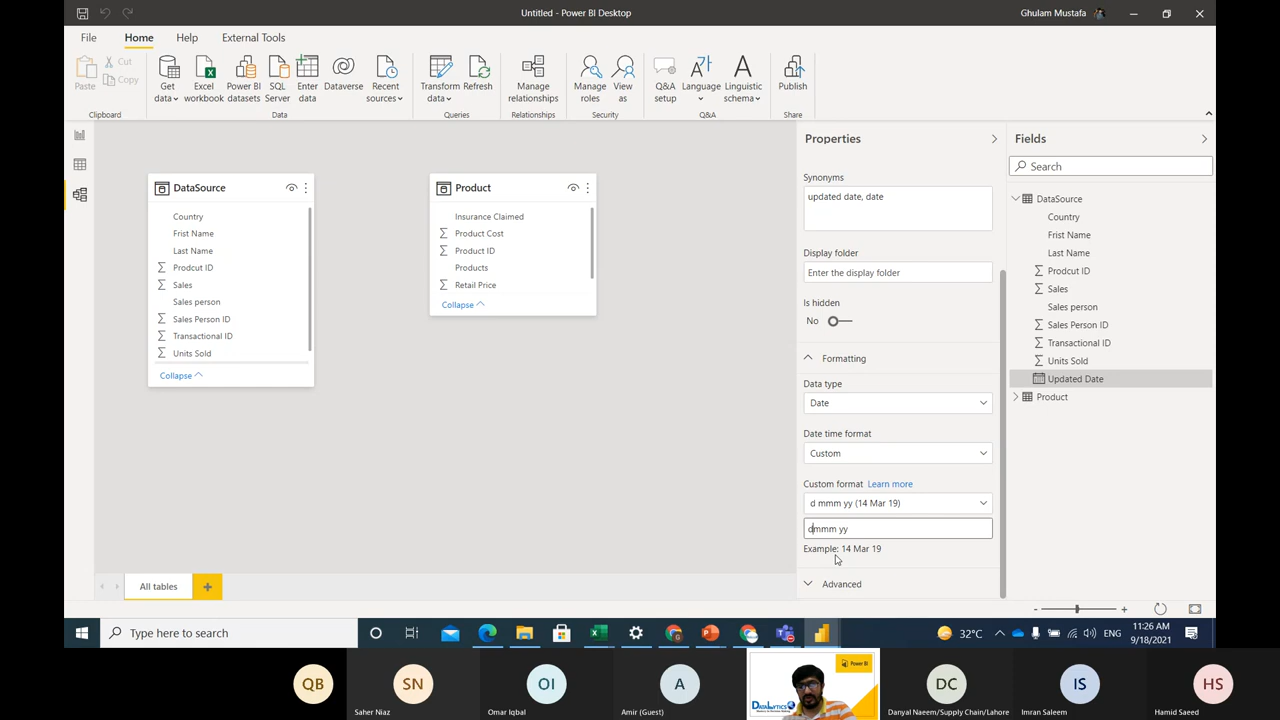 Untitled - Power BI Desktop
Ghulam Mustafa
File
Home
Help
External Tools
Paste
Cut
Copy
Get data
Excel workbook
Power BI datasets
SQL Server
Enter data
Dataverse
Recent sources
Transform data
Refresh
Manage relationships
Manage roles
View as
Q&A setup
Language
Linguistic schema
Publish
Clipboard
Data
Queries
Relationships
Security
Q&A
Share
DataSource
Country
Frist Name
Last Name
Prodcut ID
Sales
Sales person
Sales Person ID
Transactional ID
Units Sold
Collapse
Product
Insurance Claimed
Product Cost
Product ID
Products
Retail Price
Collapse
Properties
Synonyms
updated date, date
Display folder
Enter the display folder
Is hidden
No
Formatting
Data type
Date
Date time format
Custom
Custom format Learn more
d mmm yy (14 Mar 19)
dmmm yy
Example: 14 Mar 19
Advanced
Fields
Search
DataSource
Country
Frist Name
Last Name
Prodcut ID
Sales
Sales person
Sales Person ID
Transactional ID
Units Sold
Updated Date
Product
All tables
Type here to search
32°C
ENG
11:26 AM
9/18/2021
QB
SN
Saher Niaz
OI
Omar Iqbal
A
Amir (Guest)
Power BI
DC
Danyal Naeem/Supply Chain/Lahore
IS
Imran Saleem
HS
Hamid Saeed